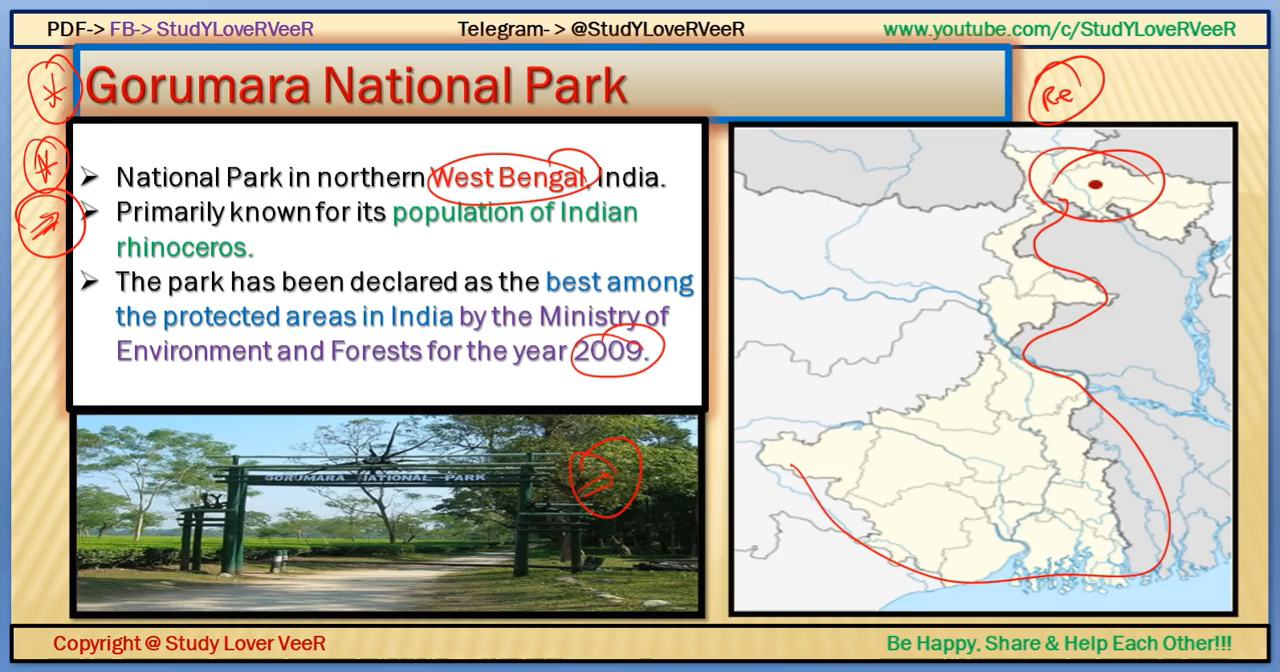 PDF-> FB-> StudYLoveRVeeR
Telegram- > @StudYLoveRVeeR
www.youtube.com/c/StudYLoveRVeeR
Gorumara National Park
Re
➢ National Park in northern West Bengal, India.
➢ Primarily known for its population of Indian
rhinoceros.
➢ The park has been declared as the best among
the protected areas in India by the Ministry of
Environment and Forests for the year 2009.
GORUMARA NATIONAL PARK
Copyright @ Study Lover VeeR
Be Happy, Share & Help Each Other!!!